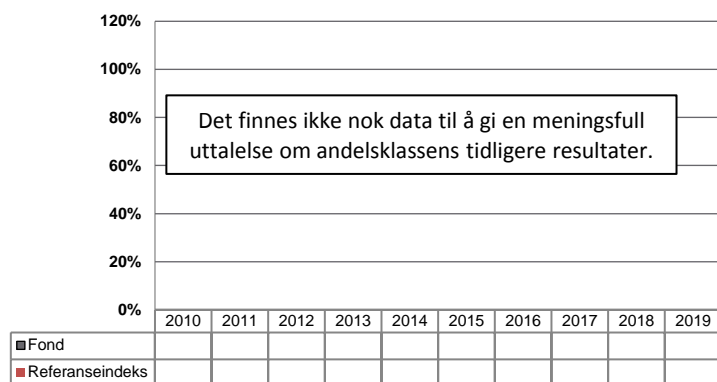 120%
100%
80%
60%
40%
20%
0%
Det finnes ikke nok data til å gi en meningsfull
uttalelse om andelsklassens tidligere resultater.
2010 2011 2012 2013 2014 2015 2016 2017 2018 2019
Fond
Referanseindeks